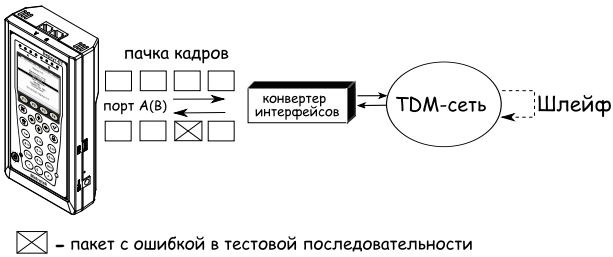 пачка кадров
порт А(В)
конвертер
интерфейсов
TDM-сеть
Шлейф
– пакет с ошибкой в тестовой последовательности